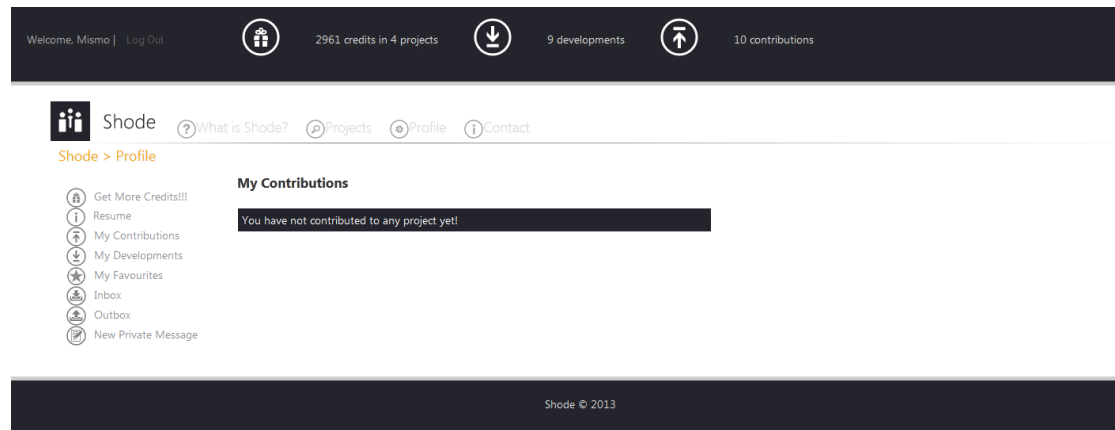 Welcome, Mismo | Log Out 2961 credits in 4 projects 9 developments 10 contributions
Shode What is Shode? Projects Profile Contact
Shode > Profile
My Contributions
You have not contributed to any project yet!
Get More Credits!!!
Resume
My Contributions
My Developments
My Favourites
Inbox
Outbox
New Private Message
Shode © 2013